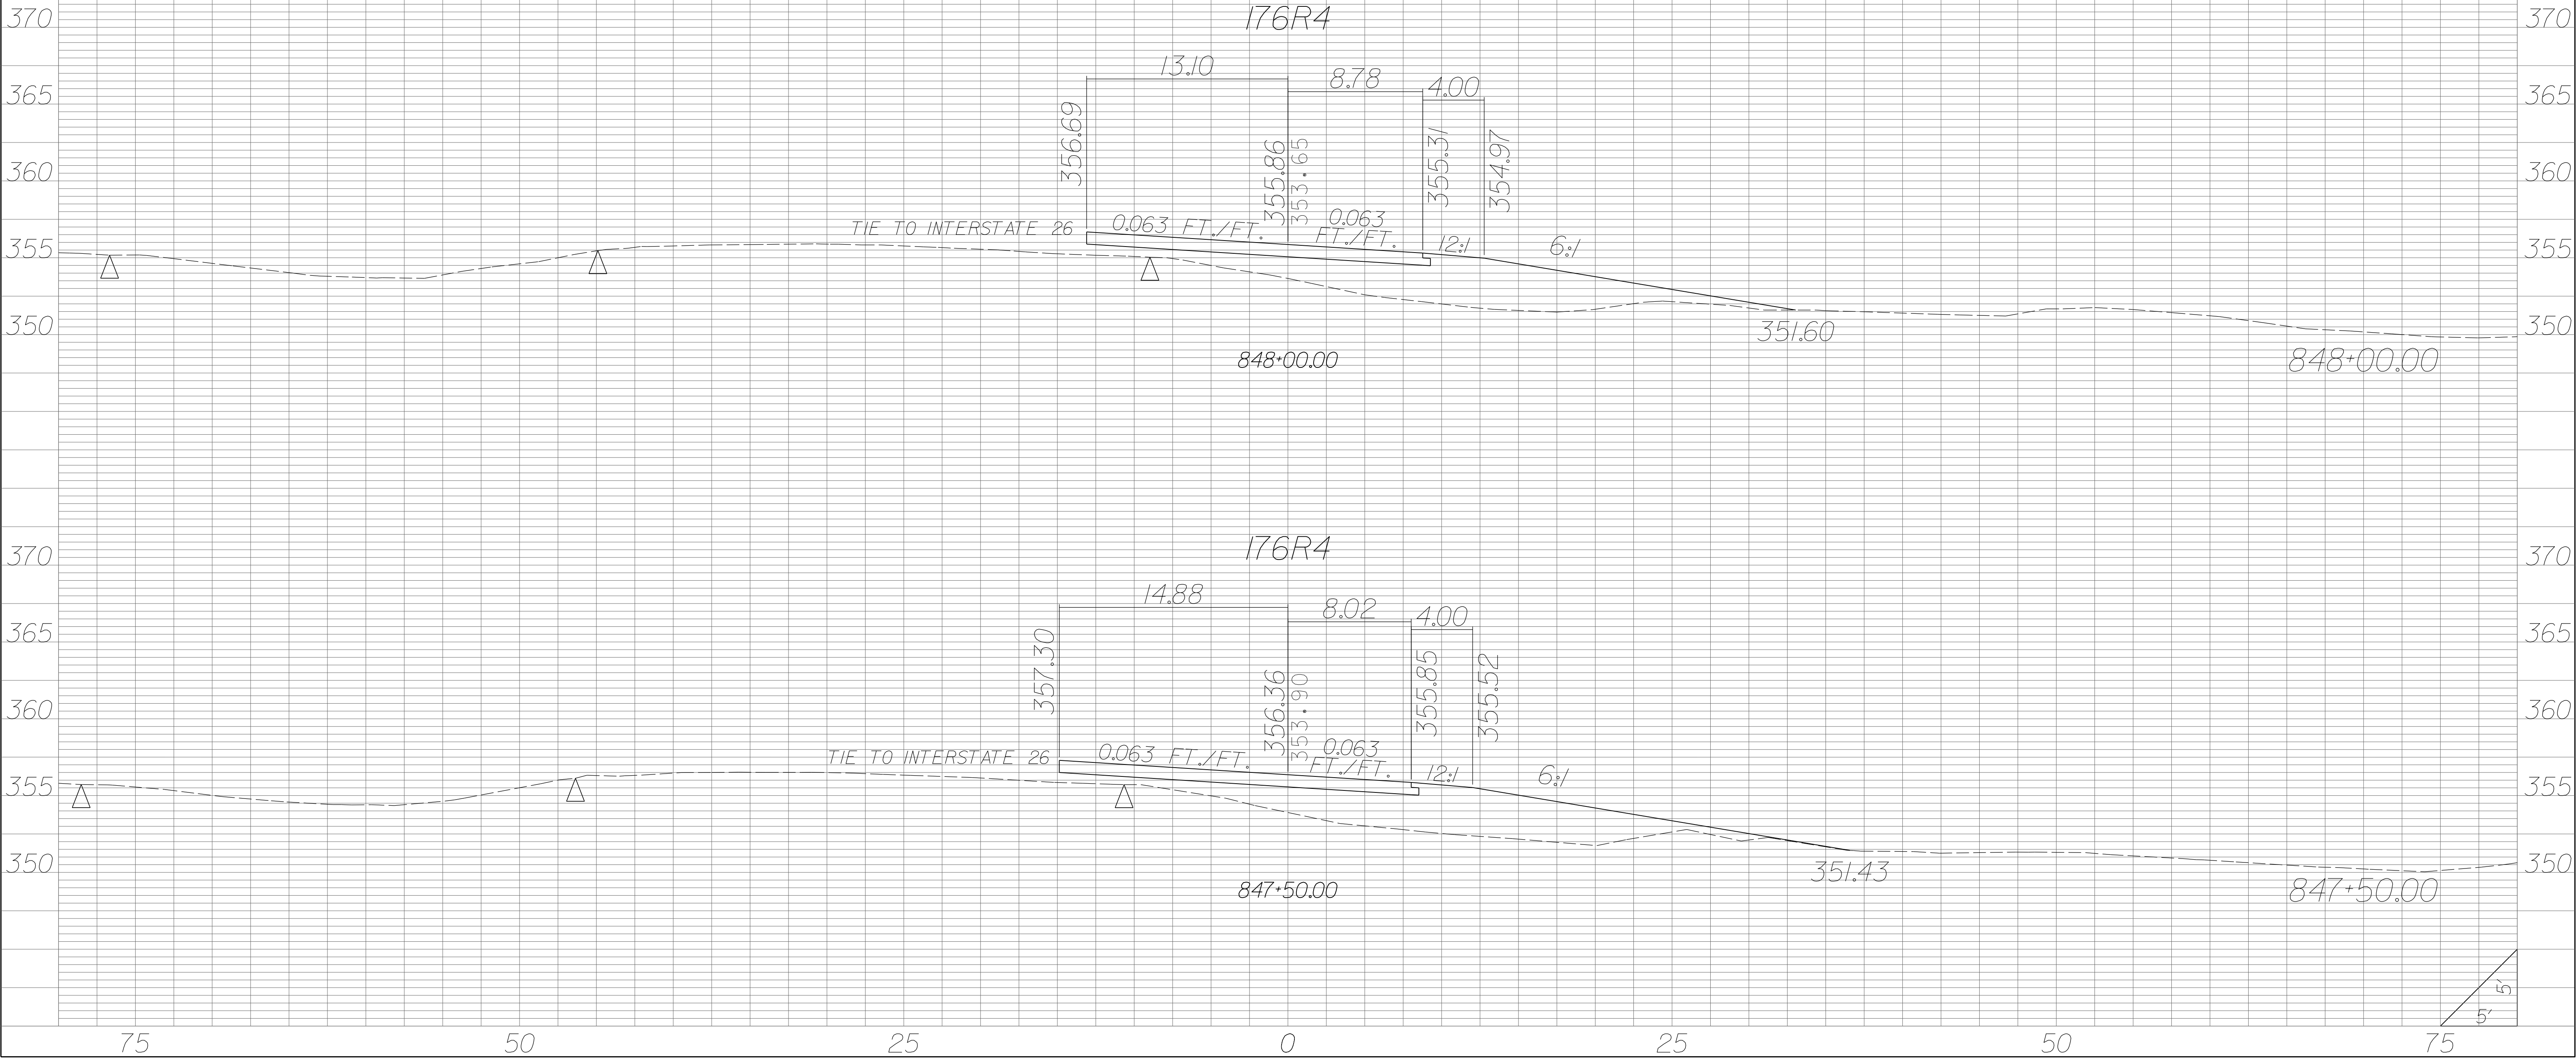 370 I76R4 370
13.10 8.78 4.00
365 365
356.69 355.86 353.65 355.31 354.97
360 360
TIE TO INTERSTATE 26 0.063 FT./FT. 0.063 FT./FT. 12:1 6:1
355 355
350 351.60 350
848+00.00 848+00.00
370 I76R4 370
14.88 8.02 4.00
365 365
357.30 356.36 353.90 355.85 355.52
360 360
TIE TO INTERSTATE 26 0.063 FT./FT. 0.063 FT./FT. 12:1 6:1
355 355
350 351.43 350
847+50.00 847+50.00
5'
5'
75 50 25 0 25 50 75